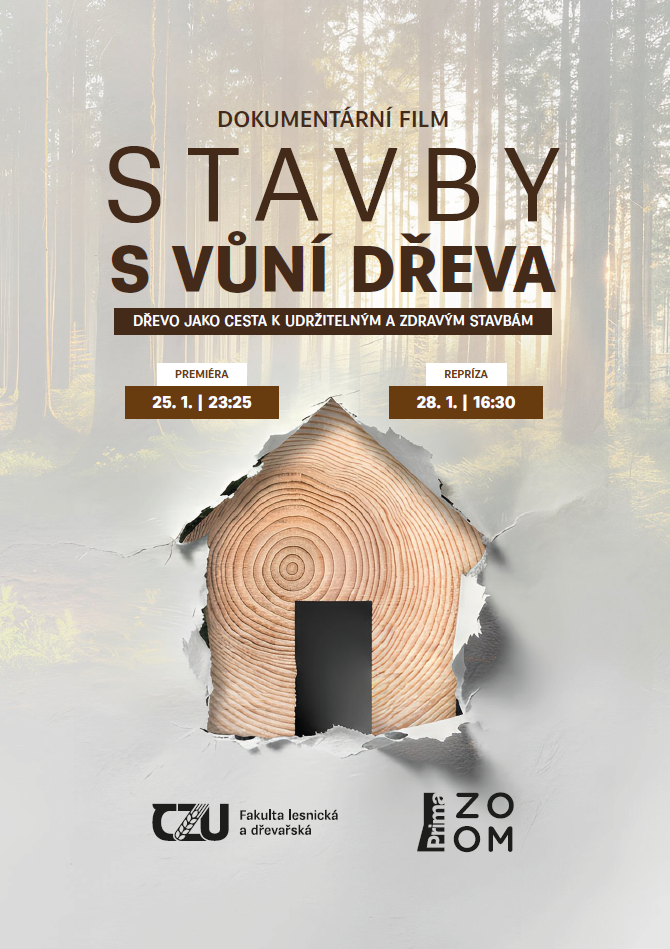 DOKUMENTÁRNÍ FILM
STAVBY
S VŮNÍ DŘEVA
DŘEVO JAKO CESTA K UDRŽITELNÝM A ZDRAVÝM STAVBÁM
PREMIÉRA
25. 1. | 23:25
REPRÍZA
28. 1. | 16:30
CZU
Fakulta lesnická
a dřevařská
Prima
ZO
OM